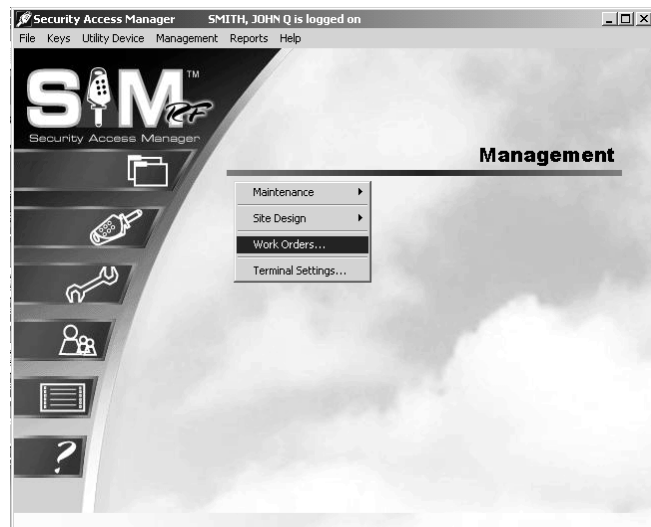 Security Access Manager SMITH, JOHN Q is logged on
File Keys Utility Device Management Reports Help
SAM TM
RF
Security Access Manager
Management
Maintenance
Site Design
Work Orders...
Terminal Settings...
?